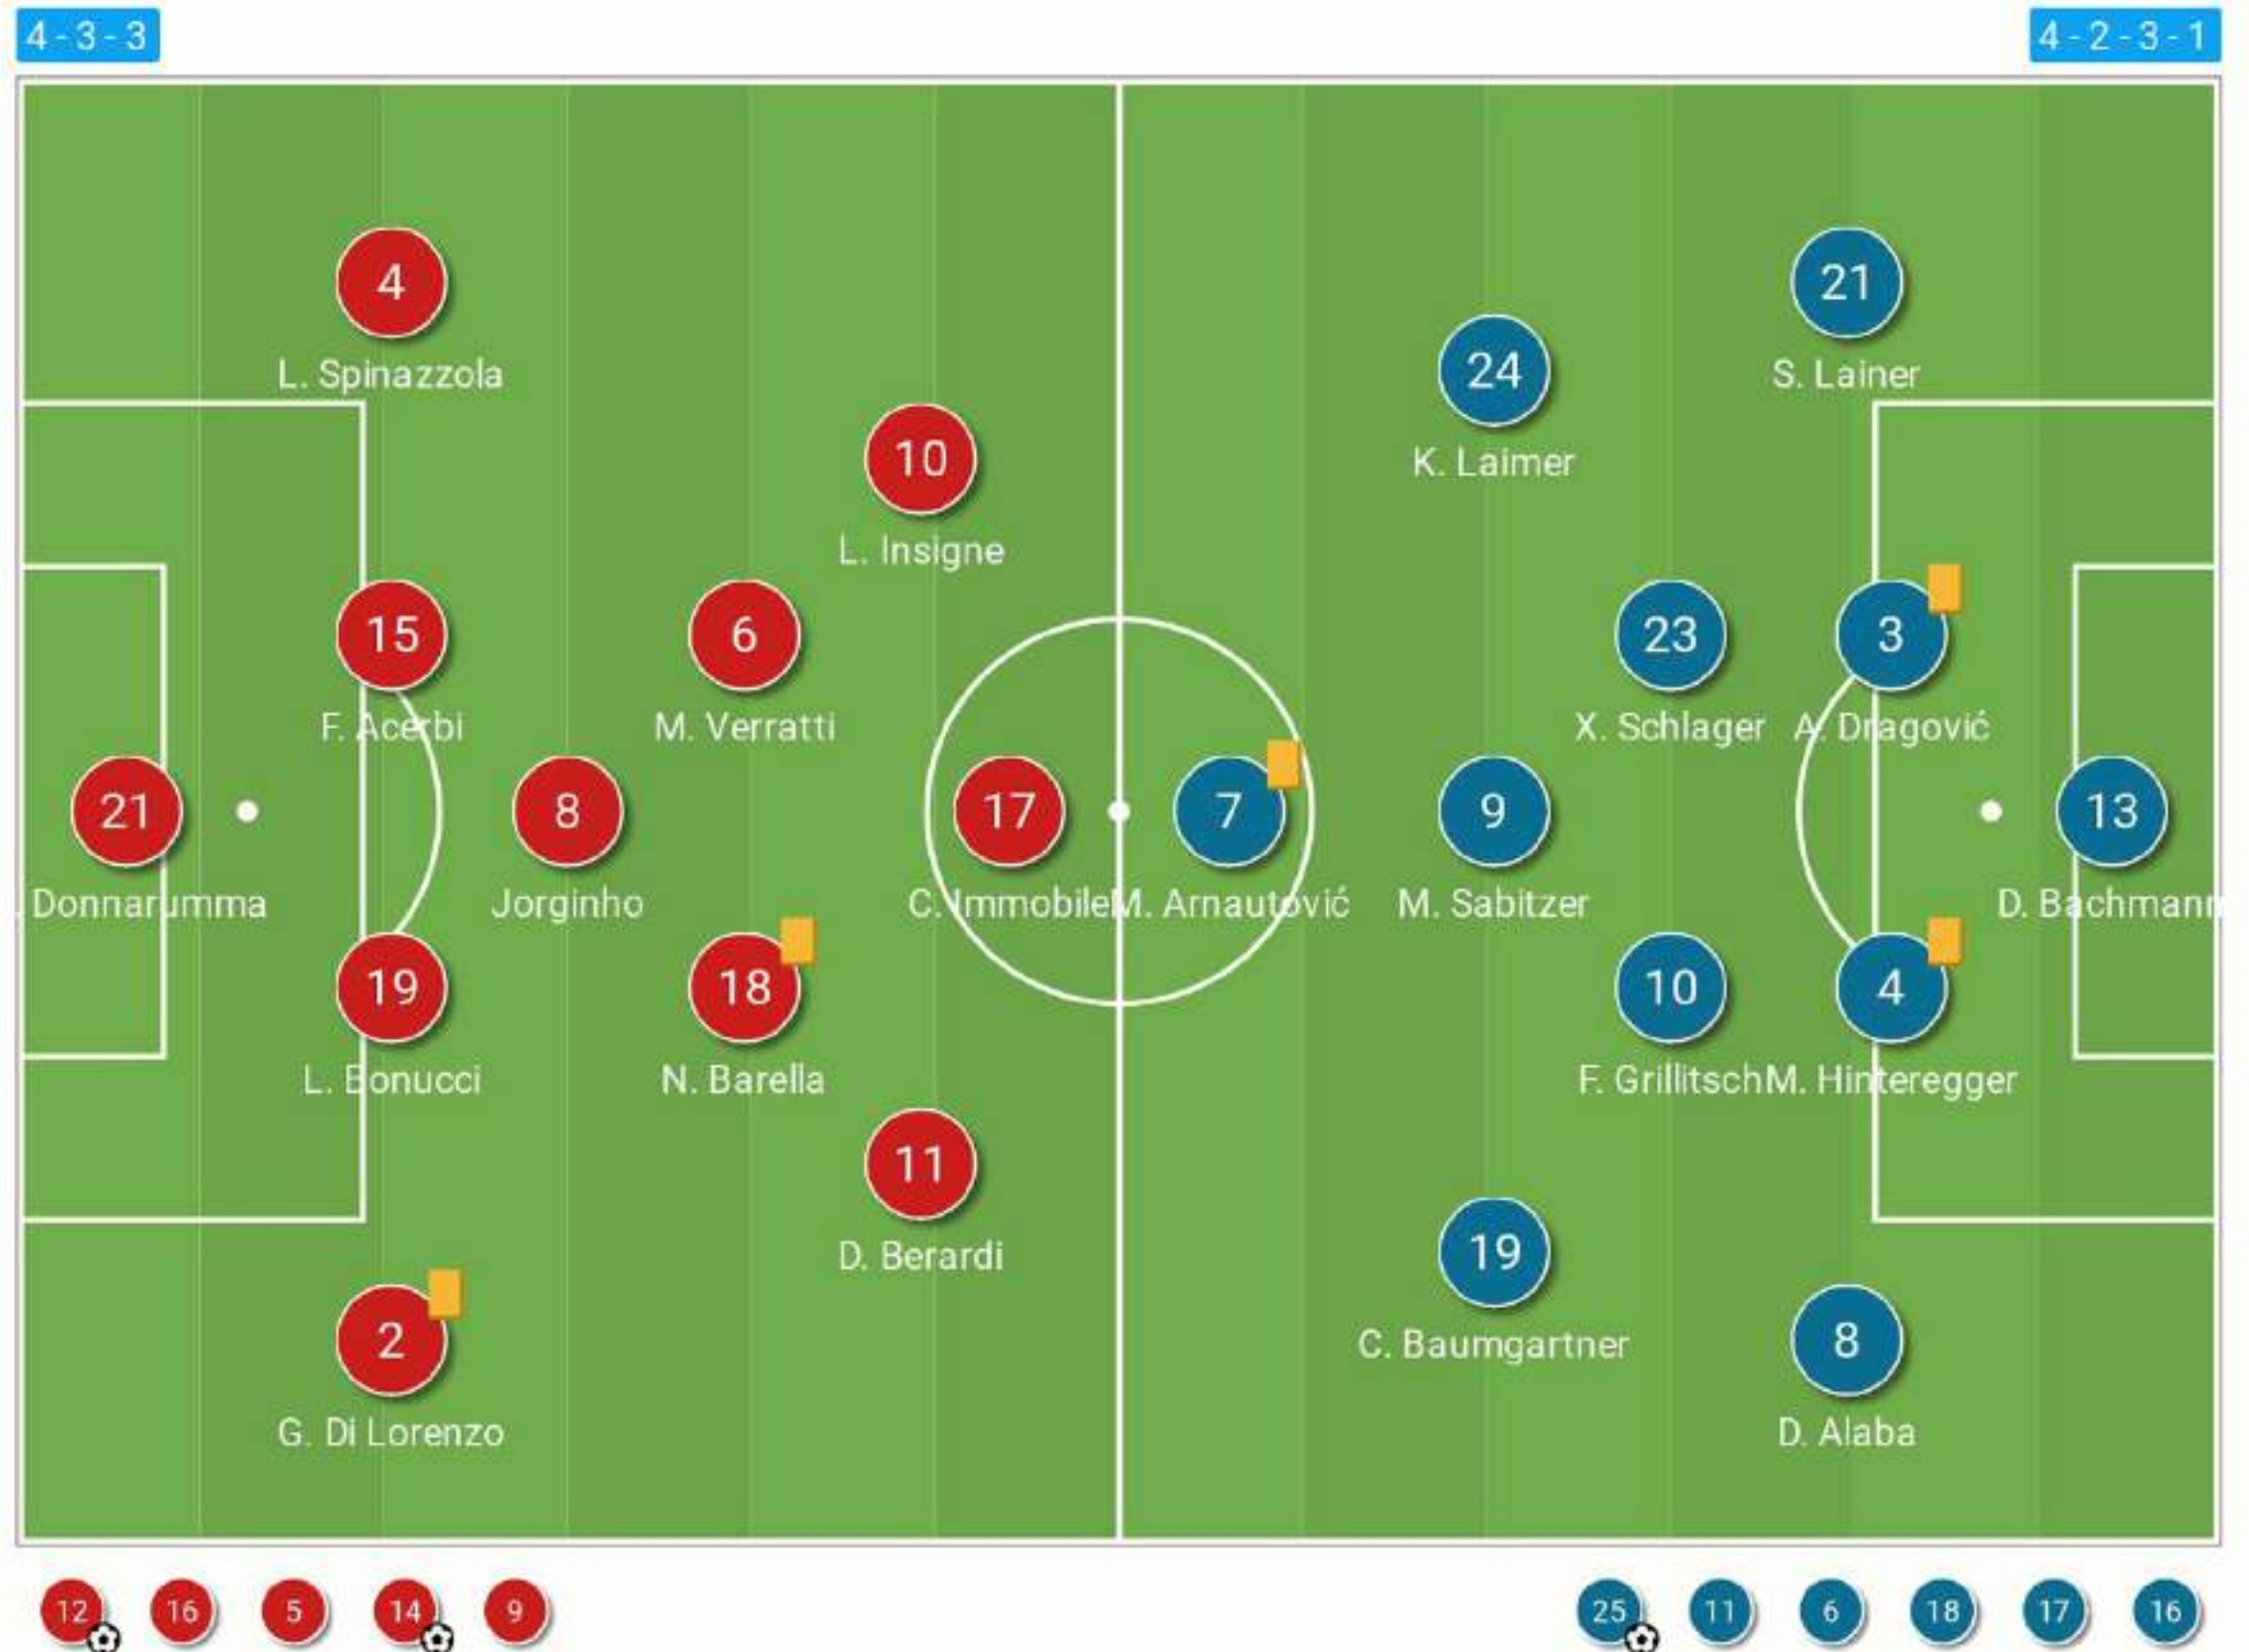 4 - 3 - 3
4 - 2 - 3 - 1
4
L. Spinazzola
21
S. Lainer
24
K. Laimer
10
L. Insigne
15
F. Acerbi
6
M. Verratti
23
X. Schlager
3
A. Dragović
21
Donnarumma
8
Jorginho
17
C. Immobile
7
M. Arnautović
9
M. Sabitzer
13
D. Bachmann
19
L. Bonucci
18
N. Barella
10
F. Grillitsch
4
M. Hinteregger
11
D. Berardi
19
C. Baumgartner
2
G. Di Lorenzo
8
D. Alaba
12 16 5 14 9
25 11 6 18 17 16